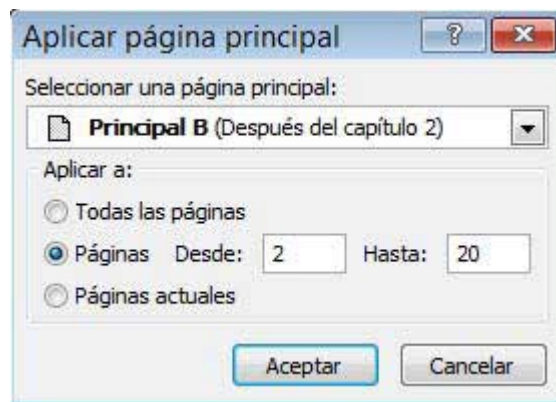 Aplicar página principal
Seleccionar una página principal:
Principal B (Después del capítulo 2)
Aplicar a:
Todas las páginas
Páginas Desde: 2 Hasta: 20
Páginas actuales
Aceptar Cancelar